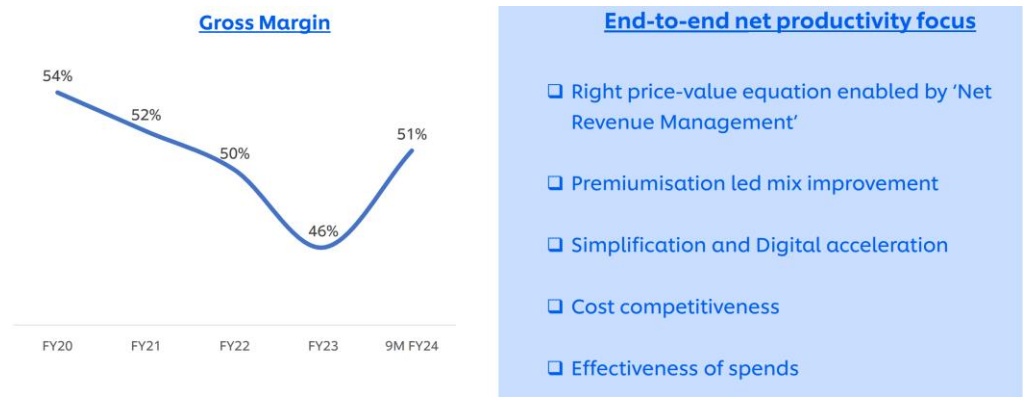 Gross Margin
54%
52%
50%
46%
51%
FY20
FY21
FY22
FY23
9M FY24
End-to-end net productivity focus
❑ Right price-value equation enabled by ‘Net
Revenue Management’
❑ Premiumisation led mix improvement
❑ Simplification and Digital acceleration
❑ Cost competitiveness
❑ Effectiveness of spends